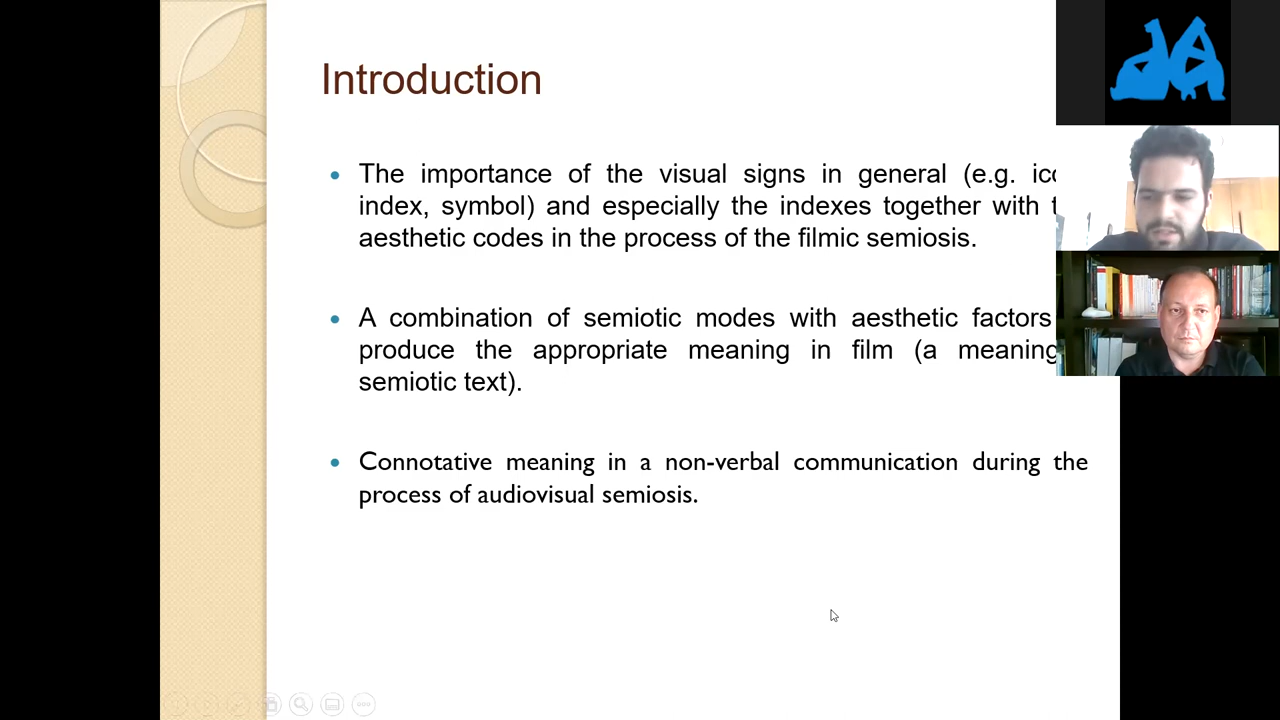 Introduction
The importance of the visual signs in general (e.g.
index, symbol) and especially the indexes together with
aesthetic codes in the process of the filmic semiosis.
A combination of semiotic modes with aesthetic factors
produce the appropriate meaning in film (a meaning
semiotic text).
Connotative meaning in a non-verbal communication during the
process of audiovisual semiosis.